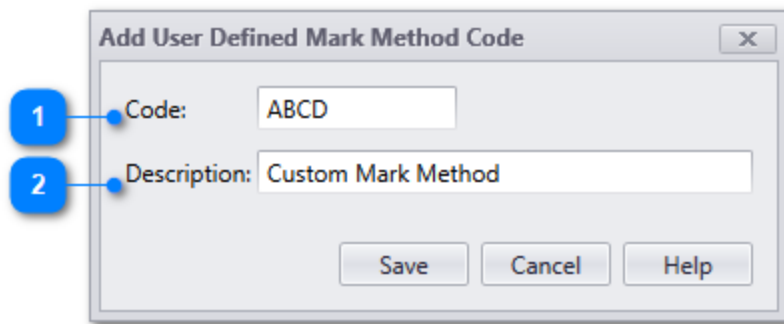 Add User Defined Mark Method Code
1 Code: ABCD
2 Description: Custom Mark Method
Save Cancel Help